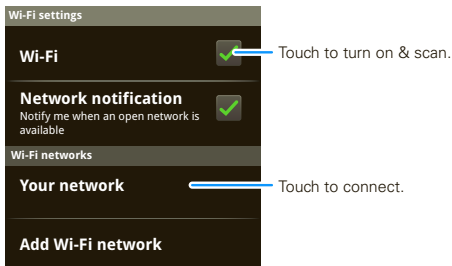 Wi-Fi settings
Wi-Fi
Touch to turn on & scan.
Network notification
Notify me when an open network is
available
Wi-Fi networks
Your network
Touch to connect.
Add Wi-Fi network